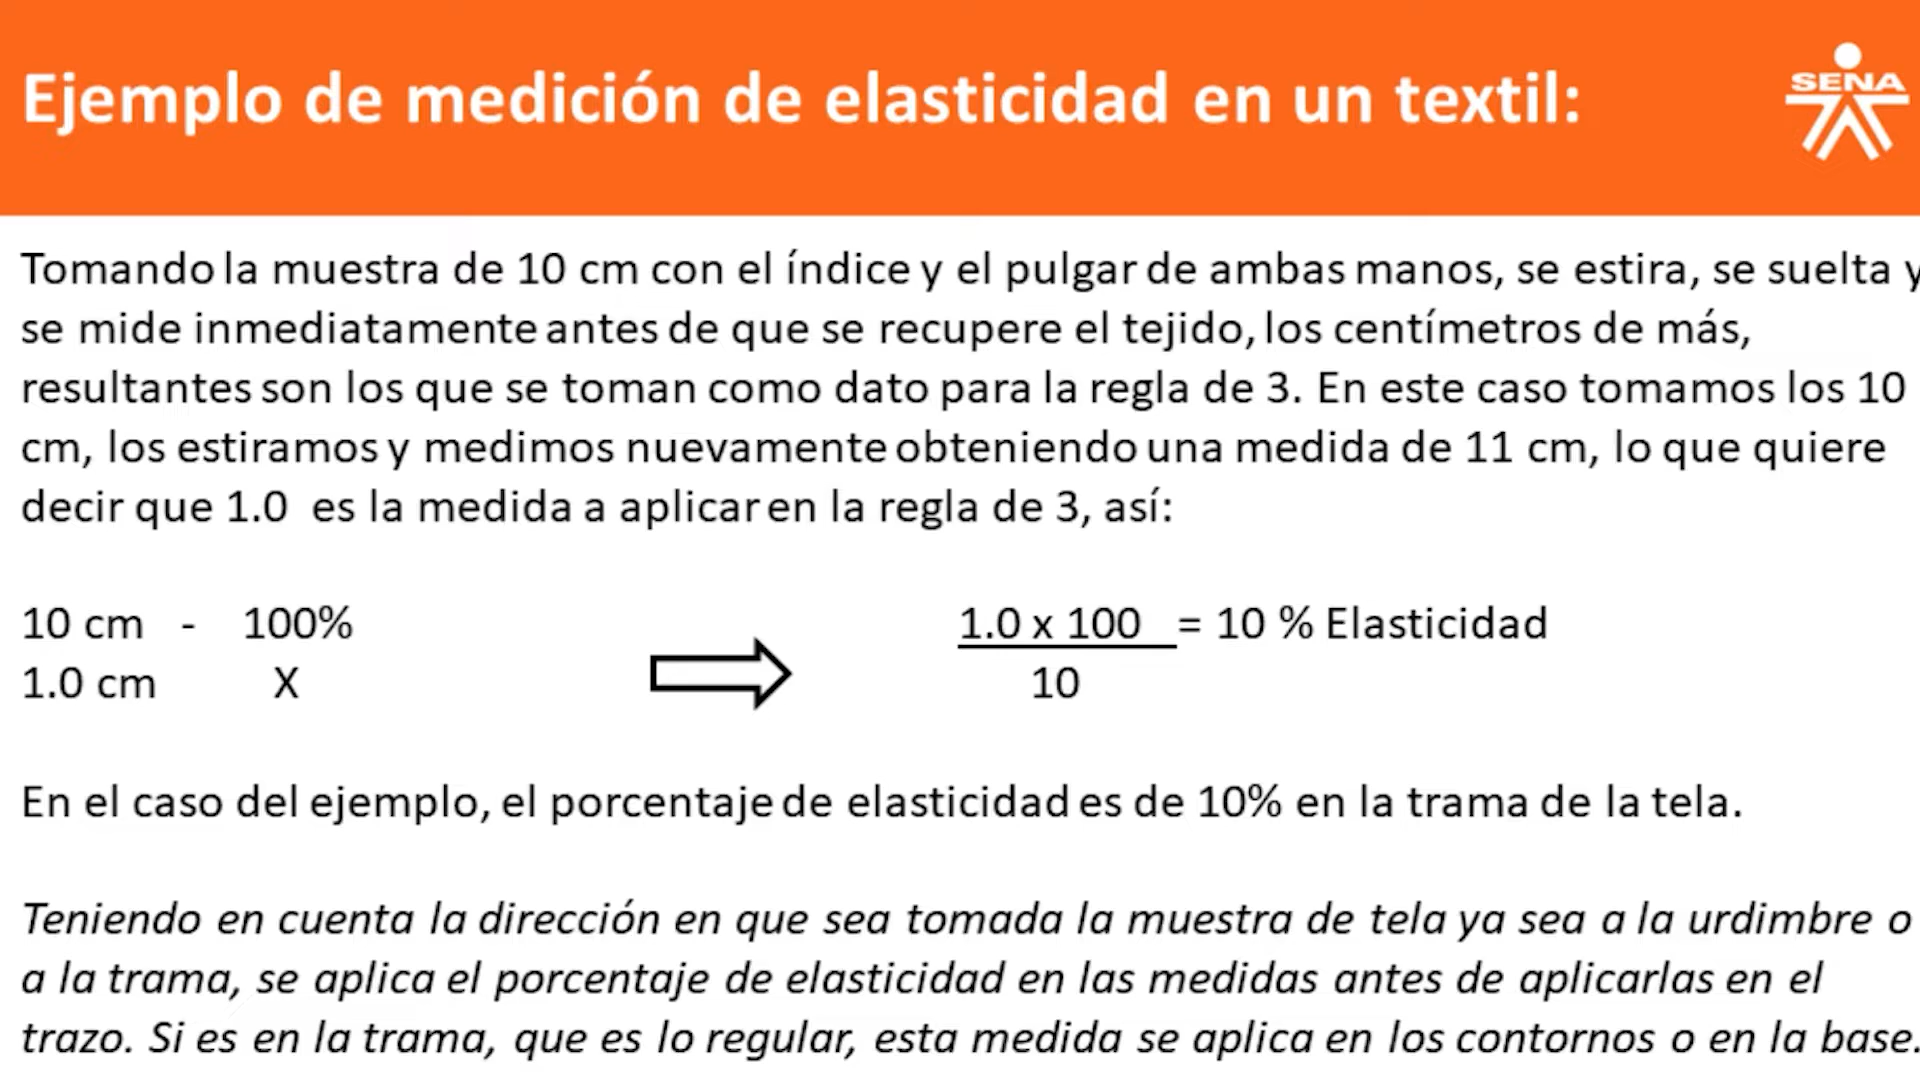 Ejemplo de medición de elasticidad en un textil:
SENA
Tomando la muestra de 10 cm con el índice y el pulgar de ambas manos, se estira, se suelta y
se mide inmediatamente antes de que se recupere el tejido, los centímetros de más,
resultantes son los que se toman como dato para la regla de 3. En este caso tomamos los 10
cm, los estiramos y medimos nuevamente obteniendo una medida de 11 cm, lo que quiere
decir que 1.0 es la medida a aplicar en la regla de 3, así:
10 cm - 100%
1.0 cm X
1.0 x 100 = 10 % Elasticidad
10
En el caso del ejemplo, el porcentaje de elasticidad es de 10% en la trama de la tela.
Teniendo en cuenta la dirección en que sea tomada la muestra de tela ya sea a la urdimbre o
a la trama, se aplica el porcentaje de elasticidad en las medidas antes de aplicarlas en el
trazo. Si es en la trama, que es lo regular, esta medida se aplica en los contornos o en la base.